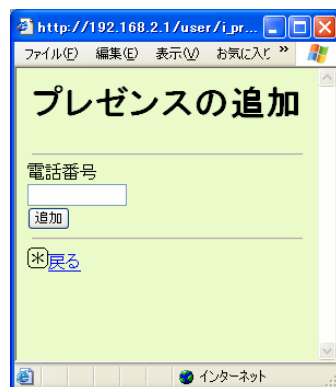 http://192.168.2.1/user/i_pr...
ファイル(F) 編集(E) 表示(V) お気に入り »
プレゼンスの追加
電話番号
追加
*戻る
インターネット